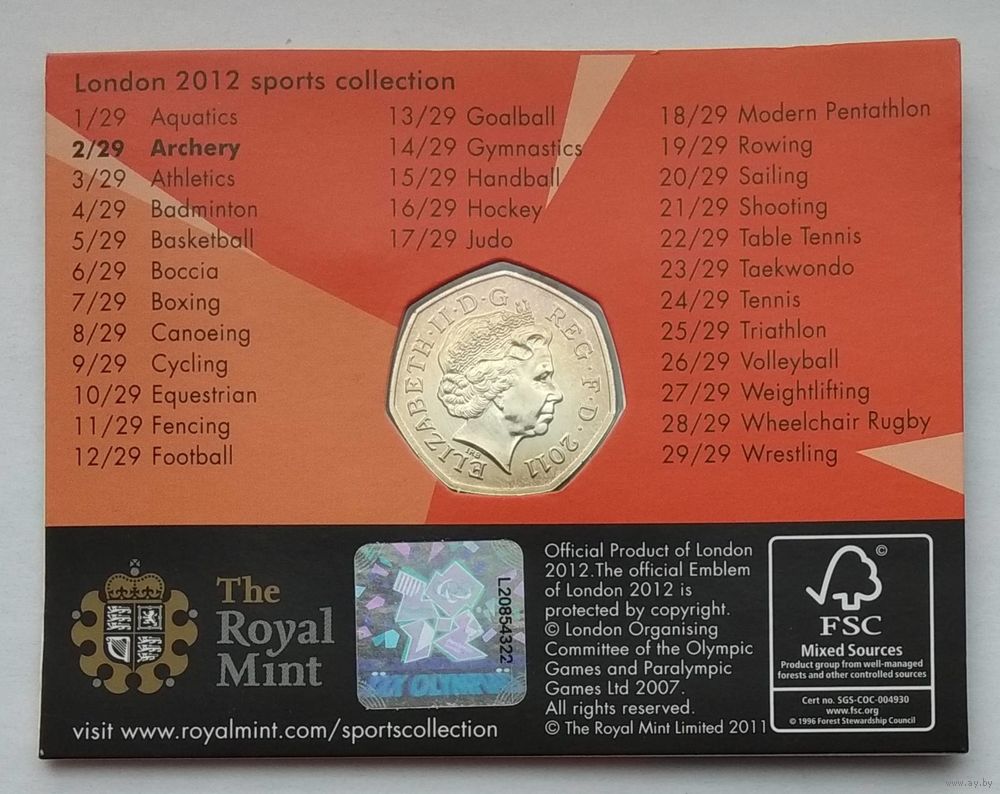 London 2012 sports collection
1/29 Aquatics
2/29 Archery
3/29 Athletics
4/29 Badminton
5/29 Basketball
6/29 Boccia
7/29 Boxing
8/29 Canoeing
9/29 Cycling
10/29 Equestrian
11/29 Fencing
12/29 Football
13/29 Goalball
14/29 Gymnastics
15/29 Handball
16/29 Hockey
17/29 Judo
18/29 Modern Pentathlon
19/29 Rowing
20/29 Sailing
21/29 Shooting
22/29 Table Tennis
23/29 Taekwondo
24/29 Tennis
25/29 Triathlon
26/29 Volleyball
27/29 Weightlifting
28/29 Wheelchair Rugby
29/29 Wrestling
ELIZABETH·II·D·G REG·F·D·2011
IRB
The
Royal
Mint
L20854322
Official Product of London
2012.The official Emblem
of London 2012 is
protected by copyright.
© London Organising
Committee of the Olympic
Games and Paralympic
Games Ltd 2007.
All rights reserved.
© The Royal Mint Limited 2011
©
FSC
Mixed Sources
Product group from well-managed
forests and other controlled sources
Cert no. SGS-COC-004930
www.fsc.org
© 1996 Forest Stewardship Council
visit www.royalmint.com/sportscollection
www.ay.by